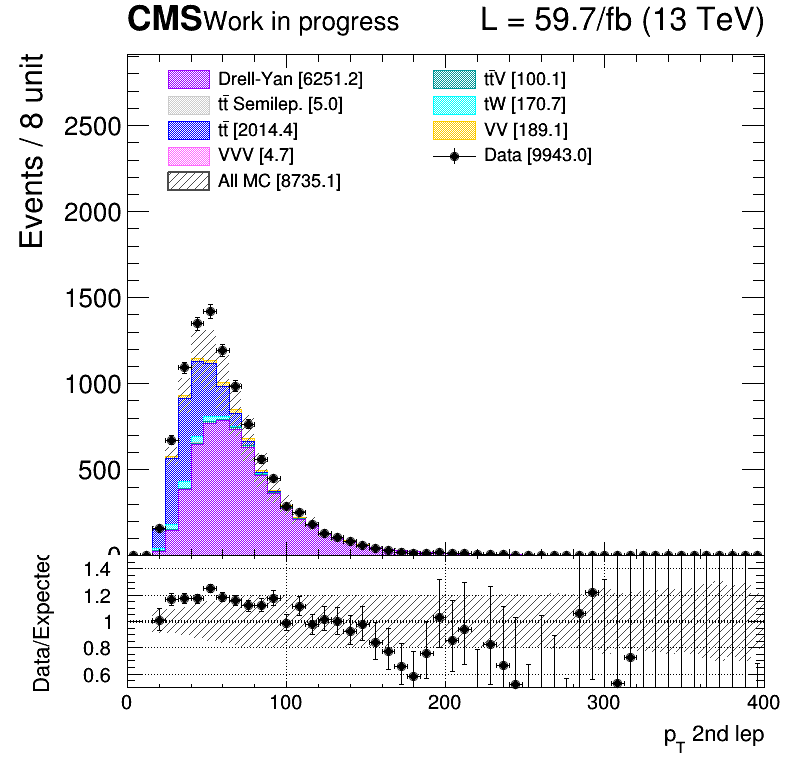 CMS Work in progress L = 59.7/fb (13 TeV)
Events / 8 unit
Drell-Yan [6251.2]
tt̄ Semilep. [5.0]
tt̄ [2014.4]
VVV [4.7]
All MC [8735.1]
tt̄V [100.1]
tW [170.7]
VV [189.1]
Data [9943.0]
2500
2000
1500
1000
500
0
Data/Expected
1.4
1.2
1
0.8
0.6
0 100 200 300 400
p_T 2nd lep